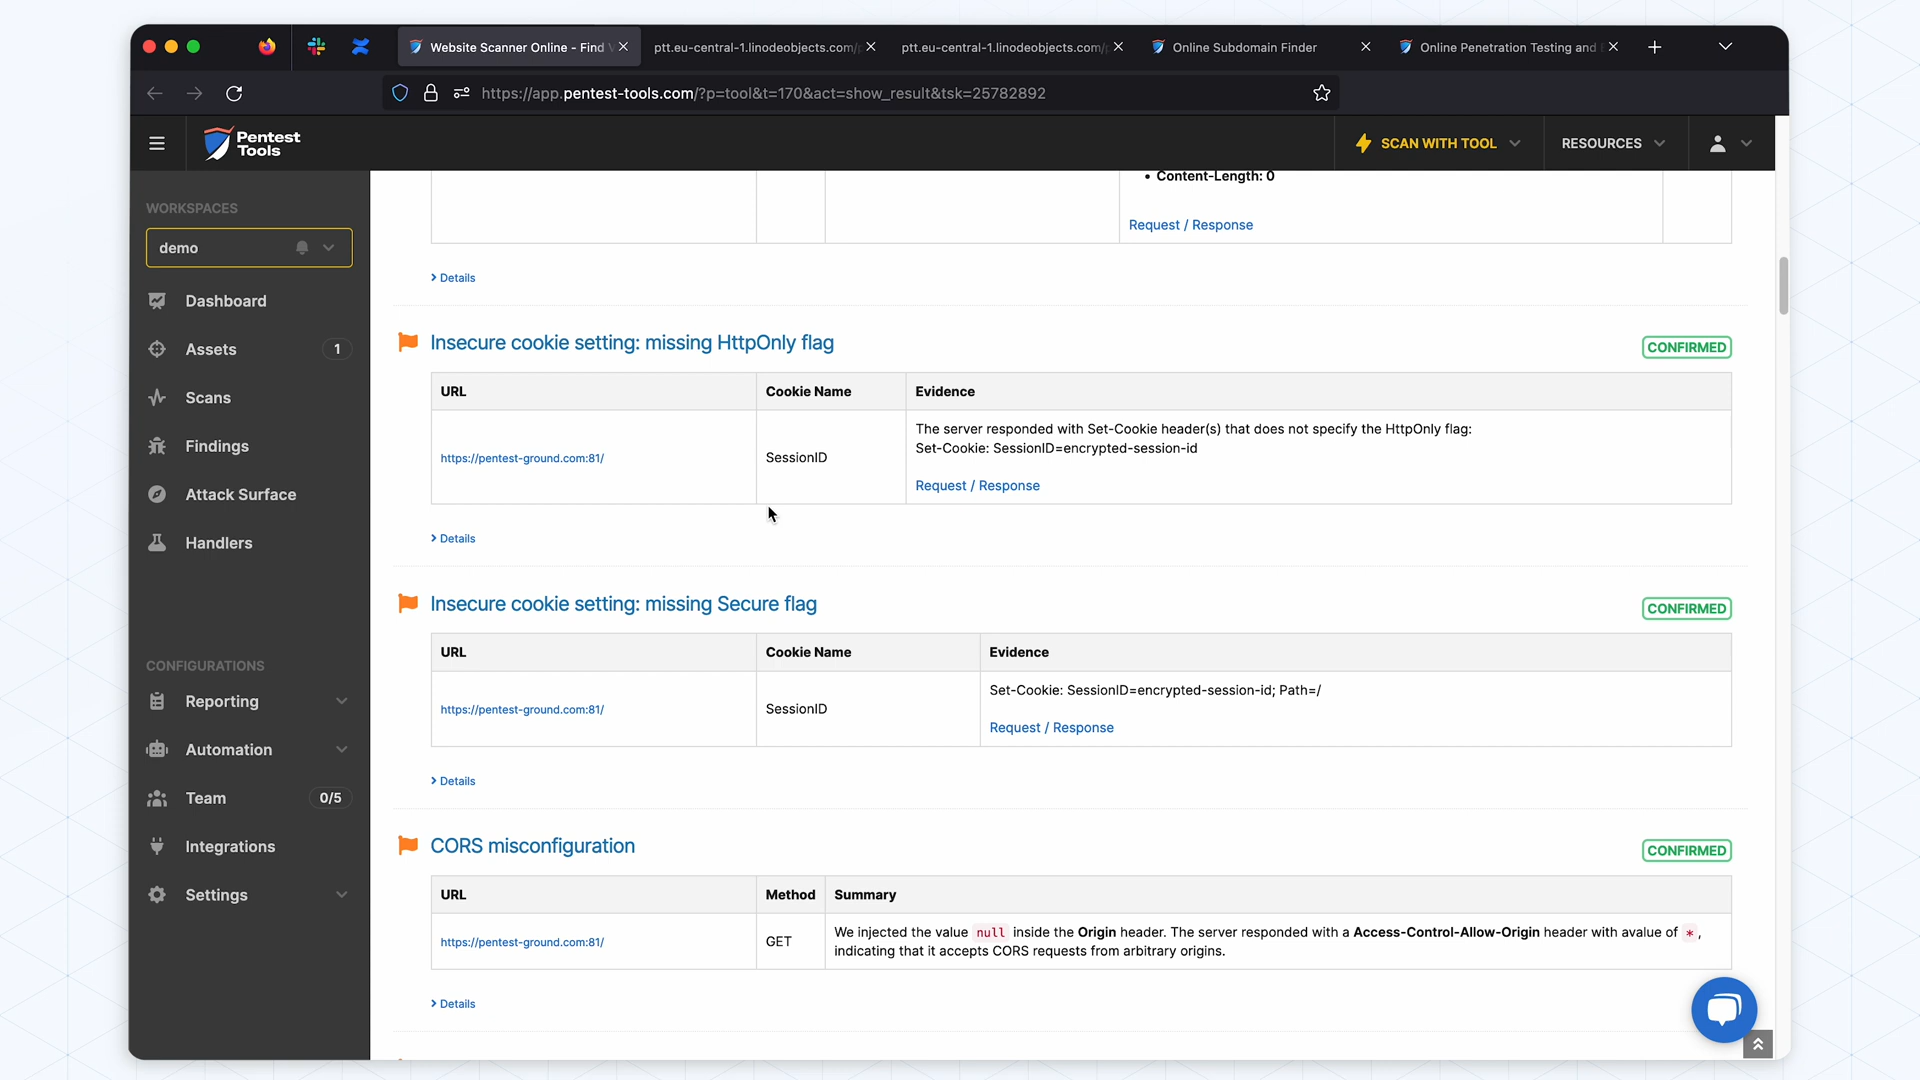 Website Scanner Online - Find
ptt.eu-central-1.linodeobjects.com/
ptt.eu-central-1.linodeobjects.com/
Online Subdomain Finder
Online Penetration Testing and
https://app.pentest-tools.com/?p=tool&t=170&act=show_result&tsk=25782892
Pentest
Tools
SCAN WITH TOOL
RESOURCES
WORKSPACES
demo
Dashboard
Assets
1
Scans
Findings
Attack Surface
Handlers
CONFIGURATIONS
Reporting
Automation
Team
0/5
Integrations
Settings
• Content-Length: 0
Request / Response
Details
Insecure cookie setting: missing HttpOnly flag
CONFIRMED
URL
Cookie Name
Evidence
https://pentest-ground.com:81/
SessionID
The server responded with Set-Cookie header(s) that does not specify the HttpOnly flag:
Set-Cookie: SessionID=encrypted-session-id
Request / Response
Details
Insecure cookie setting: missing Secure flag
CONFIRMED
URL
Cookie Name
Evidence
https://pentest-ground.com:81/
SessionID
Set-Cookie: SessionID=encrypted-session-id; Path=/
Request / Response
Details
CORS misconfiguration
CONFIRMED
URL
Method
Summary
https://pentest-ground.com:81/
GET
We injected the value null inside the Origin header. The server responded with a Access-Control-Allow-Origin header with avalue of *,
indicating that it accepts CORS requests from arbitrary origins.
Details